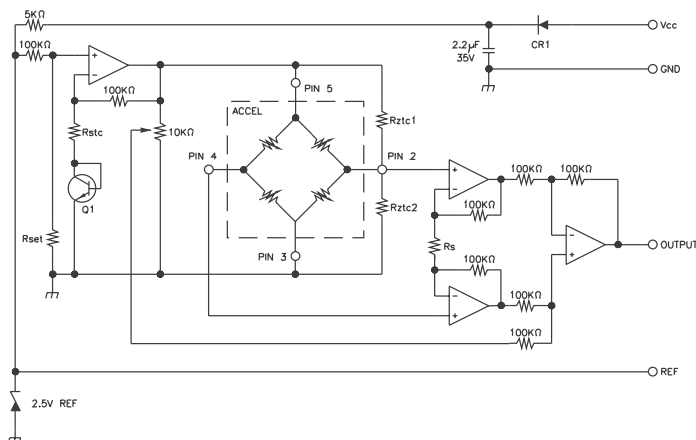 5KΩ
Vcc
100KΩ
2.2µF
35V
CR1
GND
PIN 5
100KΩ
ACCEL
Rztc1
Rstc
10KΩ
PIN 4
PIN 2
100KΩ
100KΩ
Q1
Rztc2
100KΩ
Rset
Rs
OUTPUT
PIN 3
100KΩ
100KΩ
100KΩ
REF
2.5V REF